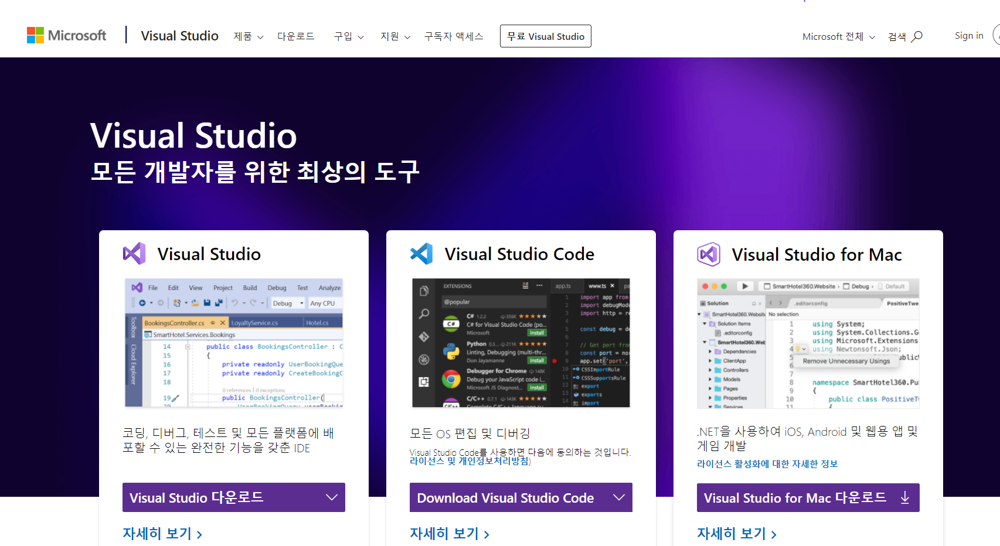 Microsoft
Visual Studio
제품
다운로드
구입
지원
구독자 액세스
무료 Visual Studio
Microsoft 전체
검색
Sign in
Visual Studio
모든 개발자를 위한 최상의 도구
Visual Studio
File Edit View Project Build Debug Test Analyze
Debug Any CPU
Toolbox
Cloud Explorer
BookingsController.cs LoyaltyService.cs Hotel.cs
SmartHotel.Services.Bookings
14 public class BookingsController : C
15 {
16 private readonly UserBookingQue
17 private readonly CreateBookingC
18
0 references | 0 exceptions
19 public BookingsController(
20 UserBookingQuery userBookin
코딩, 디버그, 테스트 및 모든 플랫폼에 배
포할 수 있는 완전한 기능을 갖춘 IDE
Visual Studio 다운로드
자세히 보기
Visual Studio Code
EXTENSIONS
@popular
C# 1.2.2 356K
C# for Visual Studio Code (po...
Microsoft Install
Python 0.3... 211K
Linting, Debugging (multi-thr...
Don Jayamanne Install
Debugger for Chrome 148K
Debug your JavaScript code i...
Microsoft JS Diagnost... Install
C/C++ 0.7.1 143K
app.ts www.ts pa
1 import app from
2 import debugModu
3 import http = re
4
5 const debug = de
6
7 // Get port from
8 const port = nor
9 app.set('port',
10 CSSImportRule
11 CSSSupportsRule
12 export
13 exports
14 import
모든 OS 편집 및 디버깅
Visual Studio Code를 사용하면 다음에 동의하는 것입니다.
라이선스 및 개인정보처리방침)
Download Visual Studio Code
자세히 보기
Visual Studio for Mac
SmartHotel360.Website › Debug › Default
Solution
SmartHotel360.Website
Solution Items
.editorconfig
SmartHotel360.Web
Dependencies
ClientApp
Controllers
Models
Pages
Properties
Services
.editorconfig PositiveTwe
No selection
1 using System;
2 using System.Collections.Ge
3 using Microsoft.Extensions
4 using Newtonsoft.Json;
5
6
Remove Unnecessary Usings
7
8 namespace SmartHotel360.Pu
9 {
10 public class PositiveTw
11 {
.NET을 사용하여 iOS, Android 및 웹용 앱 및
게임 개발
라이선스 활성화에 대한 자세한 정보
Visual Studio for Mac 다운로드
자세히 보기